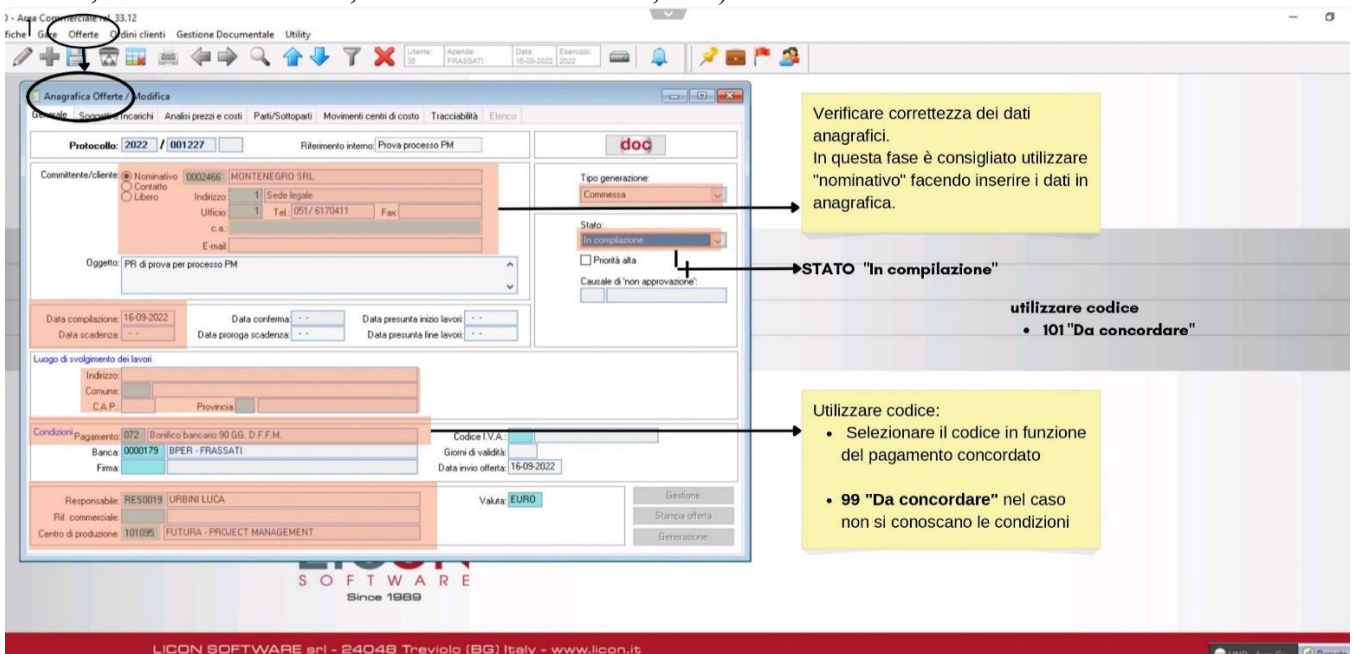 Area Commerciale rel. 33.12
fiche Gare Offerte Ordini clienti Gestione Documentale Utility
Utente: 38 Azienda: FRASSATI Data: 16-09-2022 Esercizio: 2022
Anagrafica Offerte / Modifica
Generale Soggetti e Incarichi Analisi prezzi e costi Parti/Sottoparti Movimenti centri di costo Tracciabilità Elenco
Protocollo: 2022 / 001227 Riferimento interno: Prova processo PM doc
Committente/cliente: Nominativo 0002466 MONTENEGRO SRL
Contatto
Libero
Indirizzo: 1 Sede legale
Ufficio: 1 Tel.: 051/ 6170411 Fax:
c.a.:
E-mail:
Oggetto: PR di prova per processo PM
Tipo generazione:
Commessa
Stato:
In compilazione
Priorità alta
Causale di 'non approvazione':
Data compilazione: 16-09-2022 Data conferma: - - Data presunta inizio lavori: - -
Data scadenza: - - Data proroga scadenza: - - Data presunta fine lavori: - -
Luogo di svolgimento dei lavori
Indirizzo:
Comune:
C.A.P.: Provincia:
Condizioni
Pagamento: 072 Bonifico bancario 90 GG. D.F.F.M. Codice I.V.A.:
Banca: 0000179 BPER - FRASSATI Giorni di validità:
Firma: Data invio offerta: 16-09-2022
Responsabile: RES0019 URBINI LUCA Valuta: EURO
Rif. commerciale:
Centro di produzione: 101095 FUTURA - PROJECT MANAGEMENT
Gestione
Stampa offerta
Generazione
Verificare correttezza dei dati
anagrafici.
In questa fase è consigliato utilizzare
"nominativo" facendo inserire i dati in
anagrafica.
STATO "In compilazione"
utilizzare codice
• 101 "Da concordare"
Utilizzare codice:
• Selezionare il codice in funzione
del pagamento concordato
• 99 "Da concordare" nel caso
non si conoscano le condizioni
SOFTWARE
Since 1989
LICON SOFTWARE srl - 24048 Treviolo (BG) Italy - www.licon.it